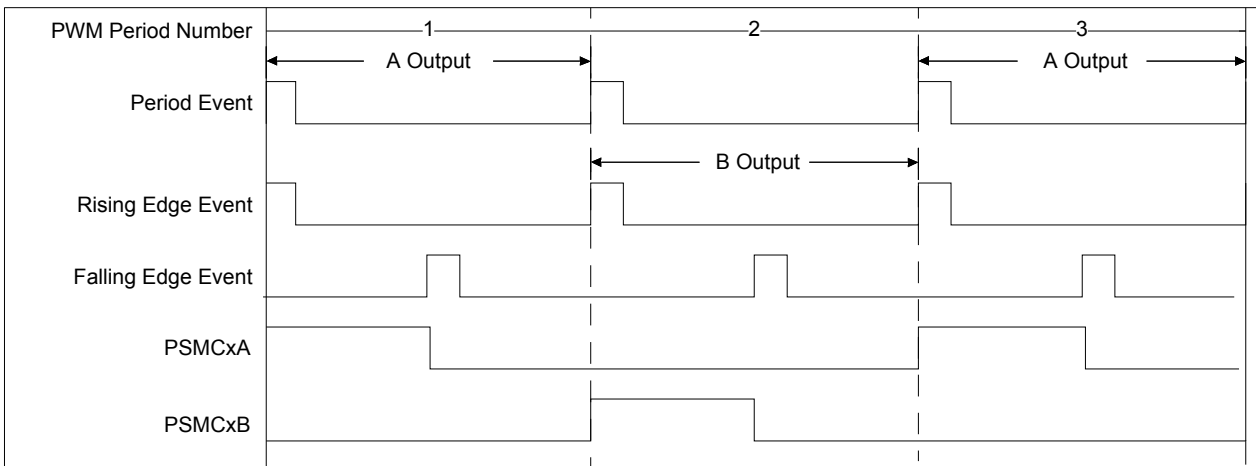 PWM Period Number
1
2
3
A Output
A Output
Period Event
B Output
Rising Edge Event
Falling Edge Event
PSMCxA
PSMCxB